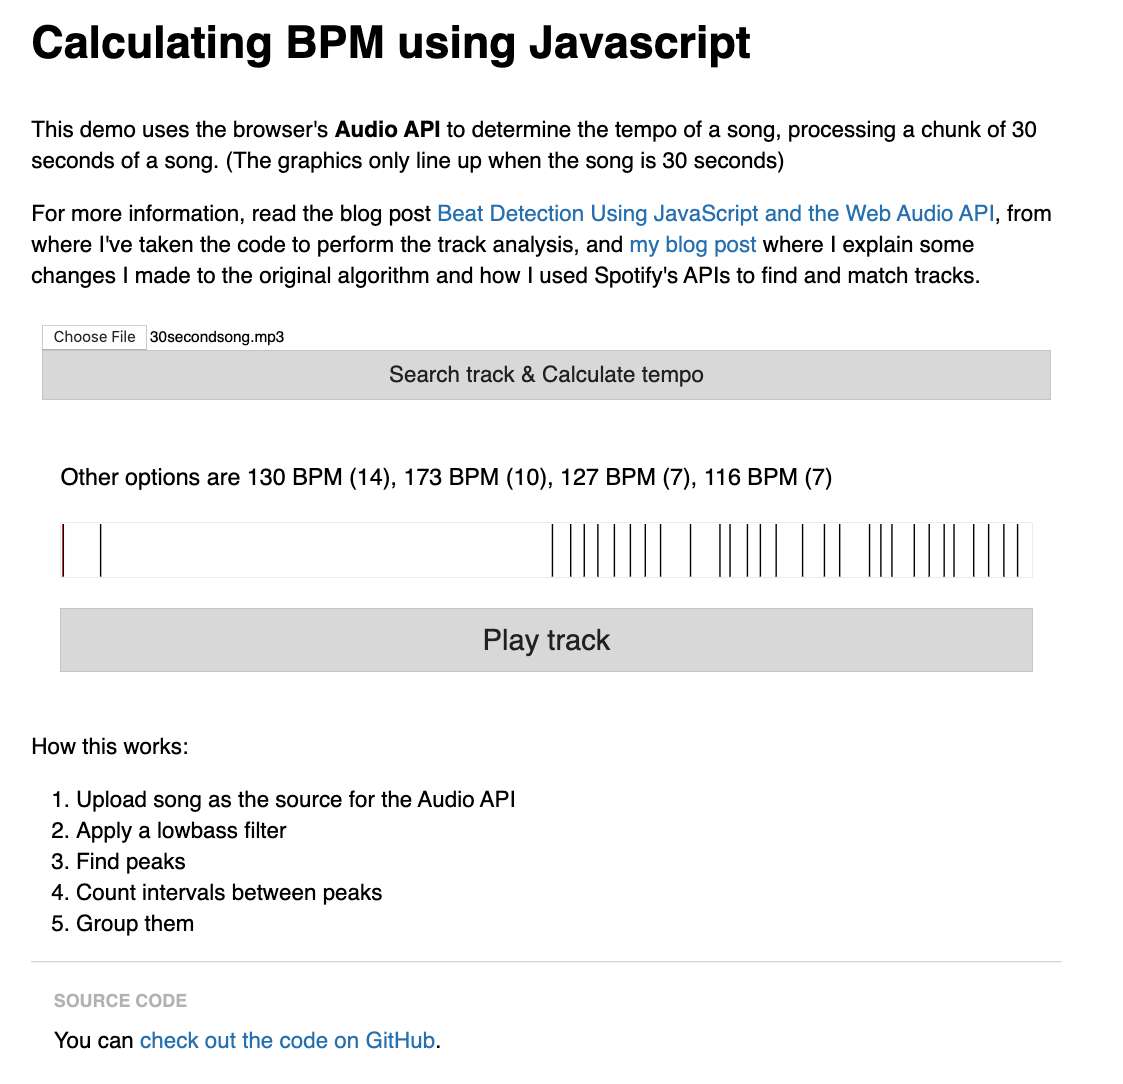 Calculating BPM using Javascript
This demo uses the browser's Audio API to determine the tempo of a song, processing a chunk of 30
seconds of a song. (The graphics only line up when the song is 30 seconds)
For more information, read the blog post Beat Detection Using JavaScript and the Web Audio API, from
where I've taken the code to perform the track analysis, and my blog post where I explain some
changes I made to the original algorithm and how I used Spotify's APIs to find and match tracks.
Choose File 30secondsong.mp3
Search track & Calculate tempo
Other options are 130 BPM (14), 173 BPM (10), 127 BPM (7), 116 BPM (7)
Play track
How this works:
1. Upload song as the source for the Audio API
2. Apply a lowbass filter
3. Find peaks
4. Count intervals between peaks
5. Group them
SOURCE CODE
You can check out the code on GitHub.